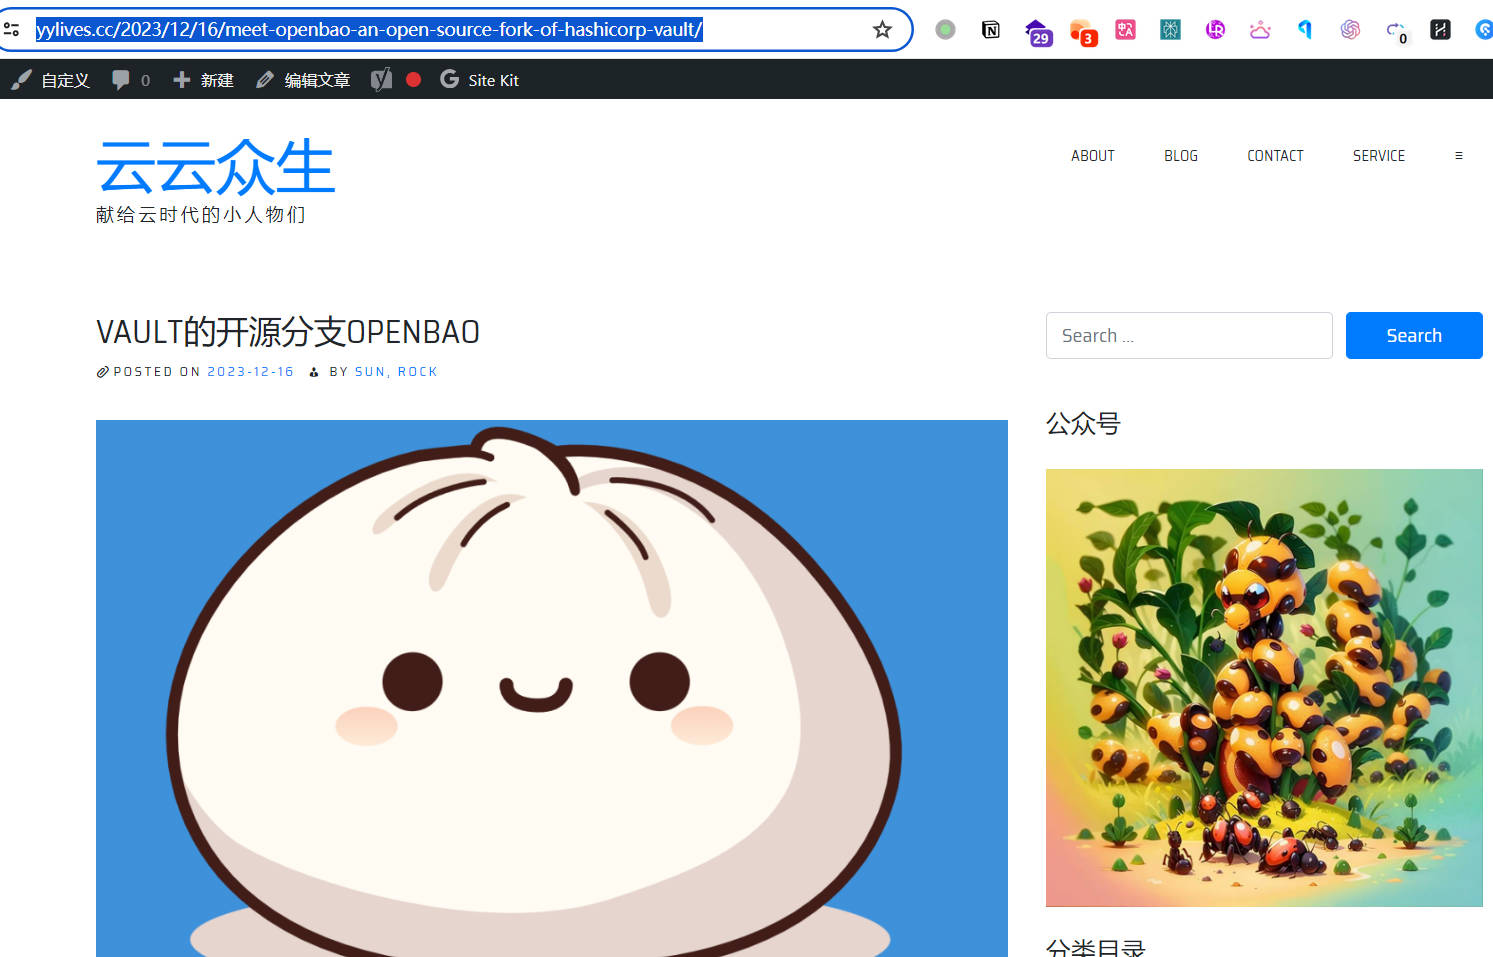 yylives.cc/2023/12/16/meet-openbao-an-open-source-fork-of-hashicorp-vault/
29
3
0
自定义 0 新建 编辑文章 Site Kit
云云众生
献给云时代的小人物们
ABOUT BLOG CONTACT SERVICE ≡
VAULT的开源分支OPENBAO
POSTED ON 2023-12-16 BY SUN, ROCK
Search ...
Search
公众号
分类目录